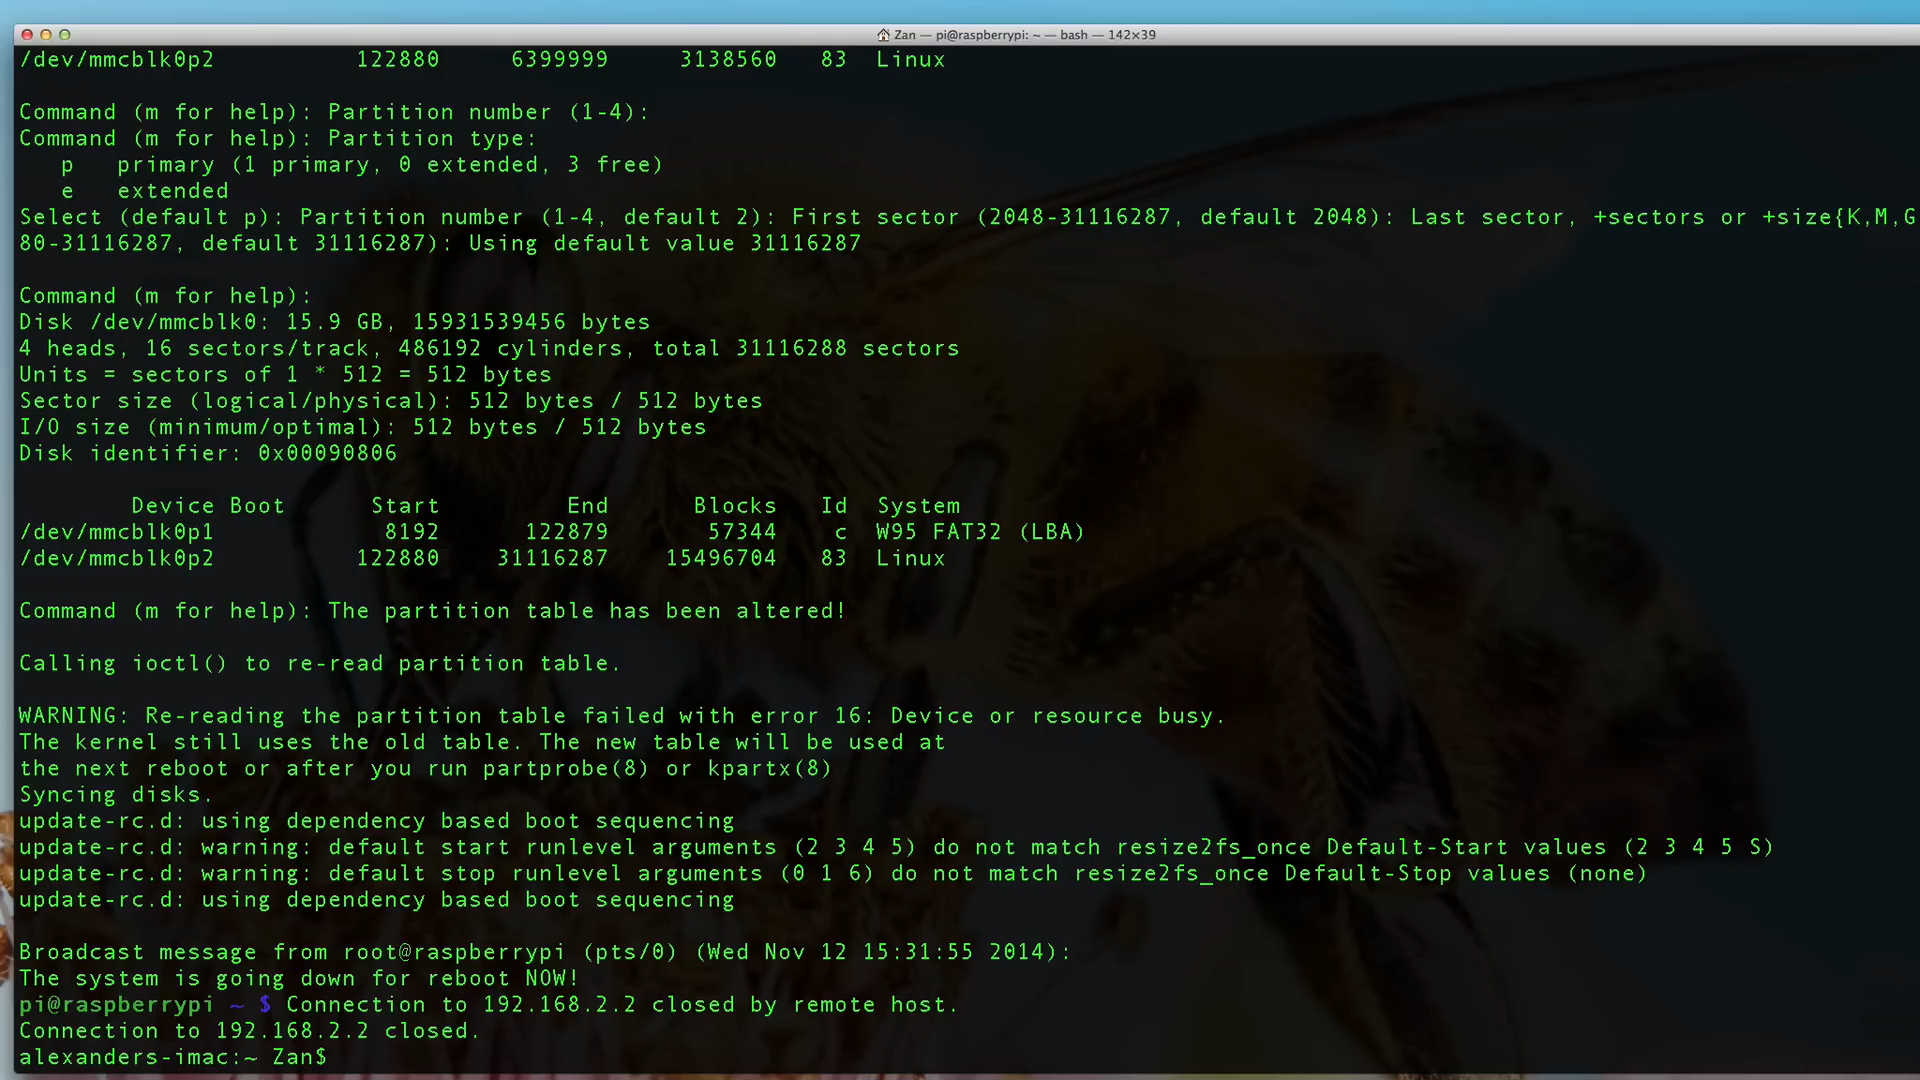 Zan — pi@raspberrypi: ~ — bash — 142×39
/dev/mmcblk0p2          122880     6399999     3138560   83  Linux

Command (m for help): Partition number (1-4):
Command (m for help): Partition type:
   p   primary (1 primary, 0 extended, 3 free)
   e   extended
Select (default p): Partition number (1-4, default 2): First sector (2048-31116287, default 2048): Last sector, +sectors or +size{K,M,G
80-31116287, default 31116287): Using default value 31116287

Command (m for help):
Disk /dev/mmcblk0: 15.9 GB, 15931539456 bytes
4 heads, 16 sectors/track, 486192 cylinders, total 31116288 sectors
Units = sectors of 1 * 512 = 512 bytes
Sector size (logical/physical): 512 bytes / 512 bytes
I/O size (minimum/optimal): 512 bytes / 512 bytes
Disk identifier: 0x00090806

        Device Boot      Start         End      Blocks   Id  System
/dev/mmcblk0p1            8192      122879       57344    c  W95 FAT32 (LBA)
/dev/mmcblk0p2          122880    31116287    15496704   83  Linux

Command (m for help): The partition table has been altered!

Calling ioctl() to re-read partition table.

WARNING: Re-reading the partition table failed with error 16: Device or resource busy.
The kernel still uses the old table. The new table will be used at
the next reboot or after you run partprobe(8) or kpartx(8)
Syncing disks.
update-rc.d: using dependency based boot sequencing
update-rc.d: warning: default start runlevel arguments (2 3 4 5) do not match resize2fs_once Default-Start values (2 3 4 5 S)
update-rc.d: warning: default stop runlevel arguments (0 1 6) do not match resize2fs_once Default-Stop values (none)
update-rc.d: using dependency based boot sequencing

Broadcast message from root@raspberrypi (pts/0) (Wed Nov 12 15:31:55 2014):
The system is going down for reboot NOW!
pi@raspberrypi ~ $ Connection to 192.168.2.2 closed by remote host.
Connection to 192.168.2.2 closed.
alexanders-imac:~ Zan$